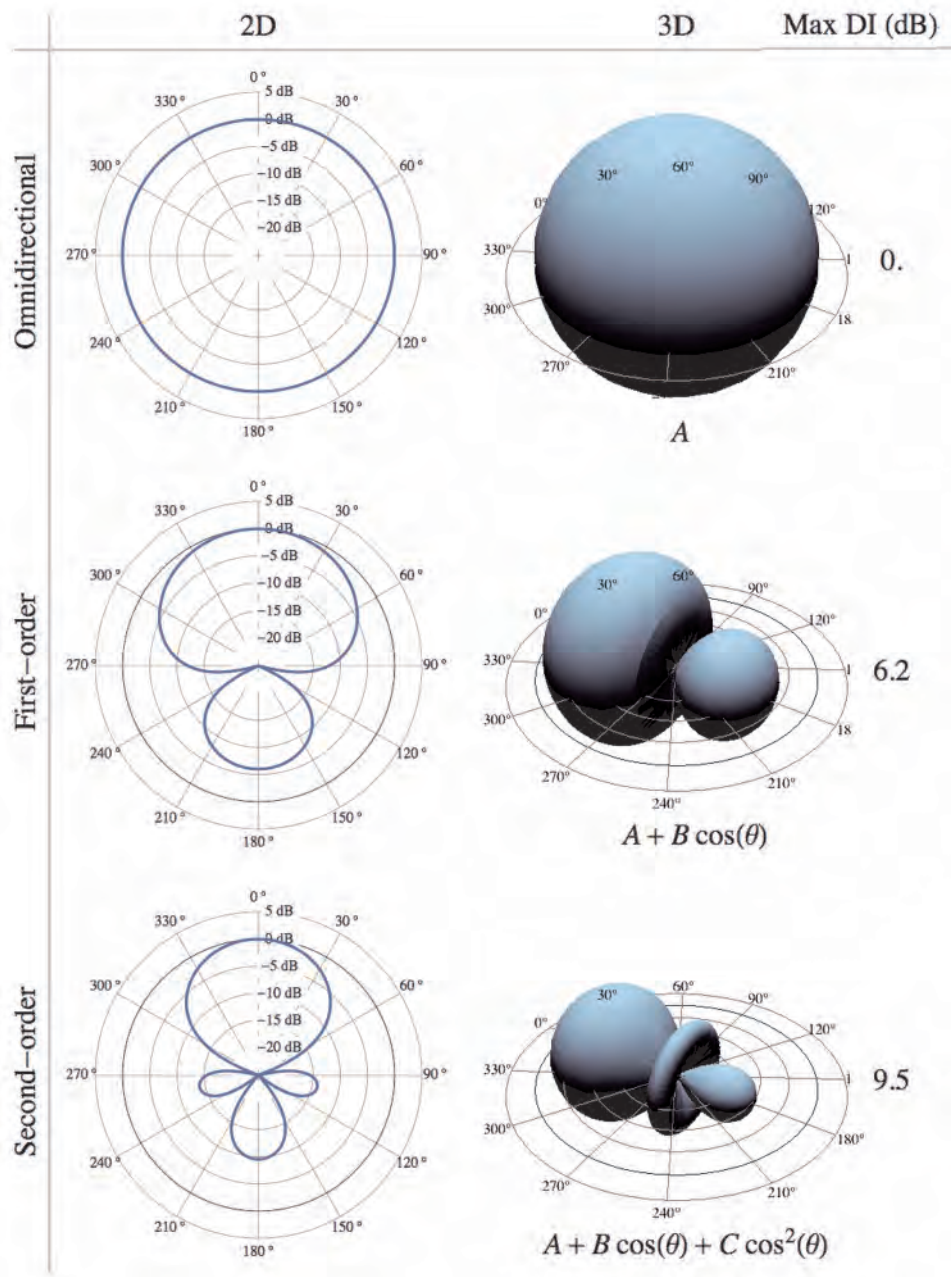 2D 3D Max DI (dB)
Omnidirectional
0°
5 dB
330° 30°
0 dB
−5 dB
300° 60°
−10 dB
−15 dB
−20 dB
270° 90°
240° 120°
210° 150°
180°
30° 60° 90°
0° 120°
330° 1
300° 18
270° 210°
A
0.
First−order
0°
5 dB
330° 30°
0 dB
−5 dB
300° 60°
−10 dB
−15 dB
−20 dB
270° 90°
240° 120°
210° 150°
180°
30° 60° 90°
0° 120°
330° 1
300° 18
270° 210°
240°
A + B cos(θ)
6.2
Second−order
0°
5 dB
330° 30°
0 dB
−5 dB
300° 60°
−10 dB
−15 dB
−20 dB
270° 90°
240° 120°
210° 150°
180°
30° 60° 90°
0° 120°
330° 1
300° 180°
270° 210°
240°
A + B cos(θ) + C cos²(θ)
9.5